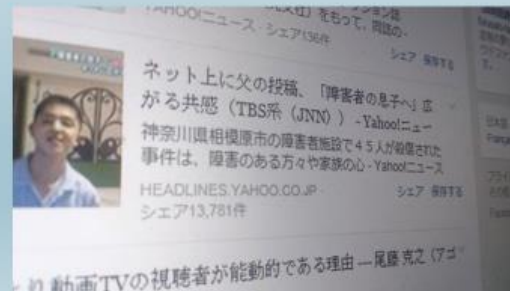 YAHOO!ニュース · シェア136件
シェア 保存する
ネット上に父の投稿、「障害者の息子へ」広
がる共感（TBS系（JNN）） - Yahoo!ニュー
神奈川県相模原市の障害者施設で４５人が殺傷された
事件は、障害のある方々や家族の心 - Yahoo!ニュース
HEADLINES.YAHOO.CO.JP ·
シェア 保存する
シェア13,781件
動画TVの視聴者が能動的である理由 — 尾藤 克之（アゴ
日本語